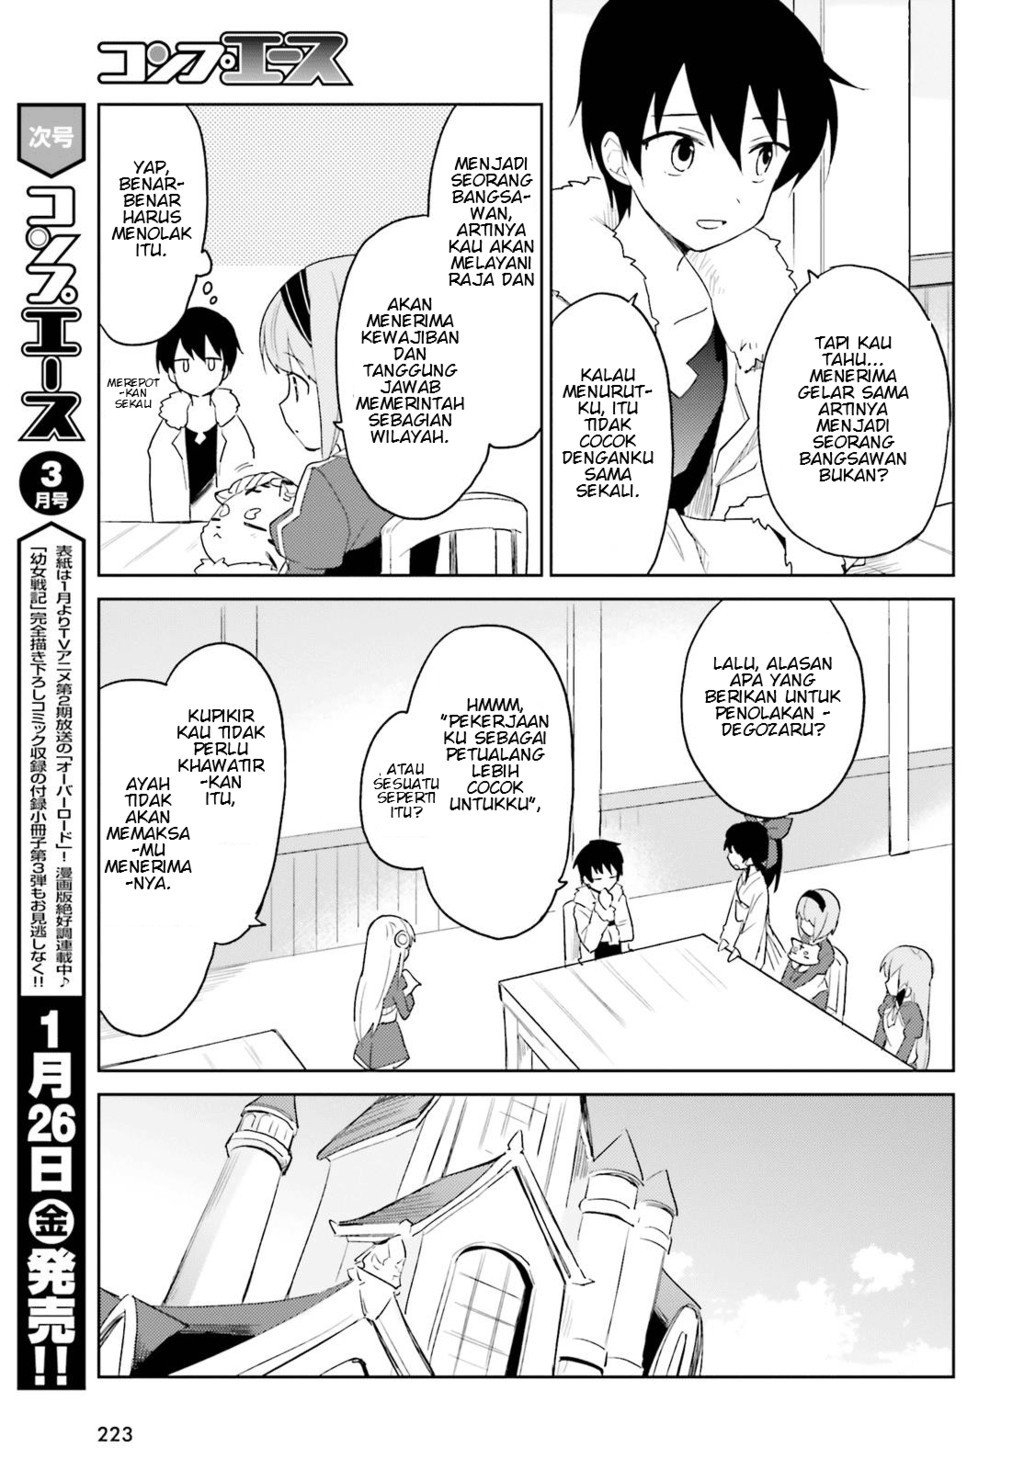 コンプエース
TAPI KAU
TAHU...
MENERIMA
GELAR SAMA
ARTINYA
MENJADI
SEORANG
BANGSAWAN
BUKAN?
KALAU
MENURUT-
KU, ITU
TIDAK
COCOK
DENGANKU
SAMA
SEKALI.
MENJADI
SEORANG
BANGSA-
WAN,
ARTINYA
KAU AKAN
MELAYANI
RAJA DAN
AKAN
MENERIMA
KEWAJIBAN
DAN
TANGGUNG
JAWAB
MEMERINTAH
SEBAGIAN
WILAYAH.
YAP,
BENAR-
BENAR
HARUS
MENOLAK
ITU.
MEREPOT
-KAN
SEKALI
LALU, ALASAN
APA YANG
BERIKAN UNTUK
PENOLAKAN -
DEGOZARU?
HMMM,
"PEKERJAAN
KU SEBAGAI
PETUALANG
LEBIH
COCOK
UNTUKKU",
ATAU
SESUATU
SEPERTI
ITU?
KUPIKIR
KAU TIDAK
PERLU
KHAWATIR
-KAN
ITU,
AYAH
TIDAK
AKAN
MEMAKSA
-MU
MENERIMA
-NYA.
次号
コンプエース
3
月号
表紙は1月よりTVアニメ第2期放送の「オーバーロード」！漫画版絶好調連載中♪
「幼女戦記」完全描き下ろしコミック収録の付録小冊子第3弾もお見逃しなく!!
1月26日㊎発売!!
223